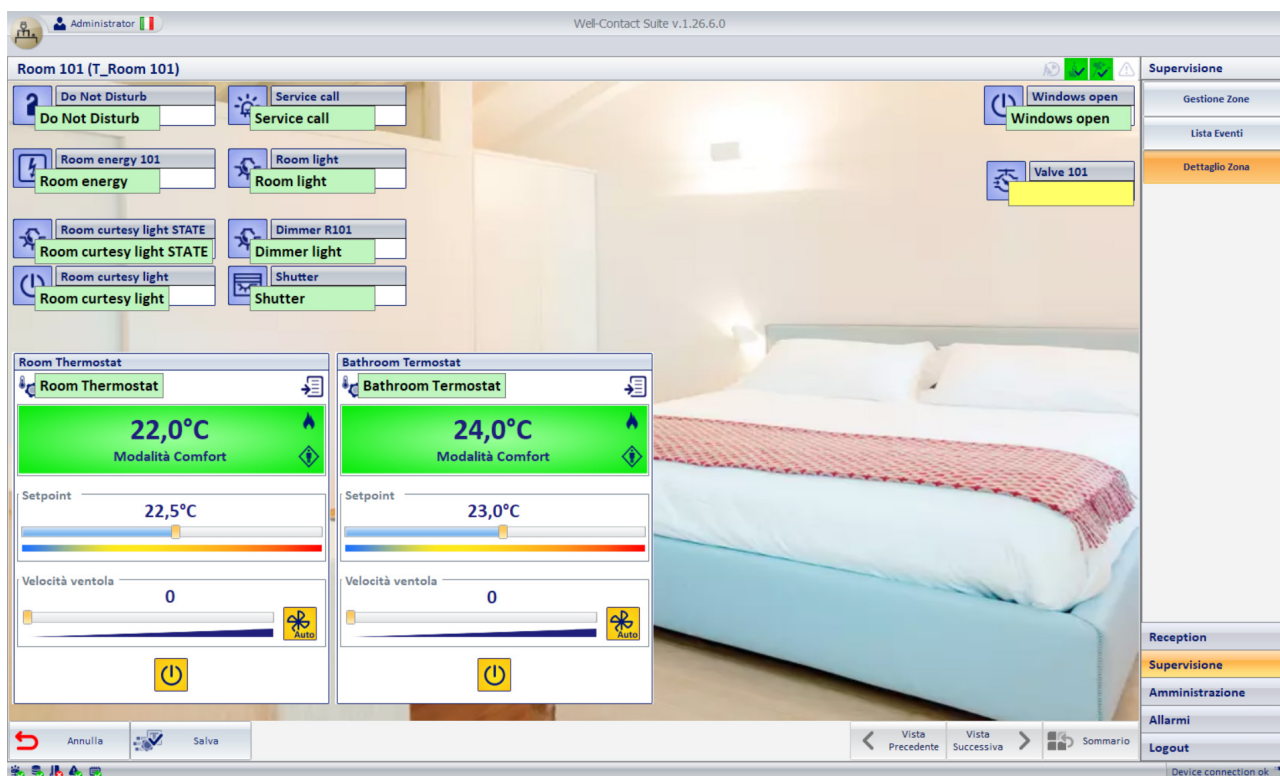 Administrator
Well-Contact Suite v.1.26.6.0
Room 101 (T_Room 101)
Supervisione
Do Not Disturb
Do Not Disturb
Service call
Service call
Windows open
Windows open
Gestione Zone
Lista Eventi
Dettaglio Zona
Room energy 101
Room energy
Room light
Room light
Valve 101
Room curtesy light STATE
Room curtesy light STATE
Dimmer R101
Dimmer light
Room curtesy light
Room curtesy light
Shutter
Shutter
Room Thermostat
Room Thermostat
22,0°C
Modalità Comfort
Setpoint
22,5°C
Velocità ventola
0
Auto
Bathroom Termostat
Bathroom Termostat
24,0°C
Modalità Comfort
Setpoint
23,0°C
Velocità ventola
0
Auto
Reception
Supervisione
Amministrazione
Allarmi
Logout
Annulla
Salva
Vista
Precedente
Vista
Successiva
Sommario
Device connection ok